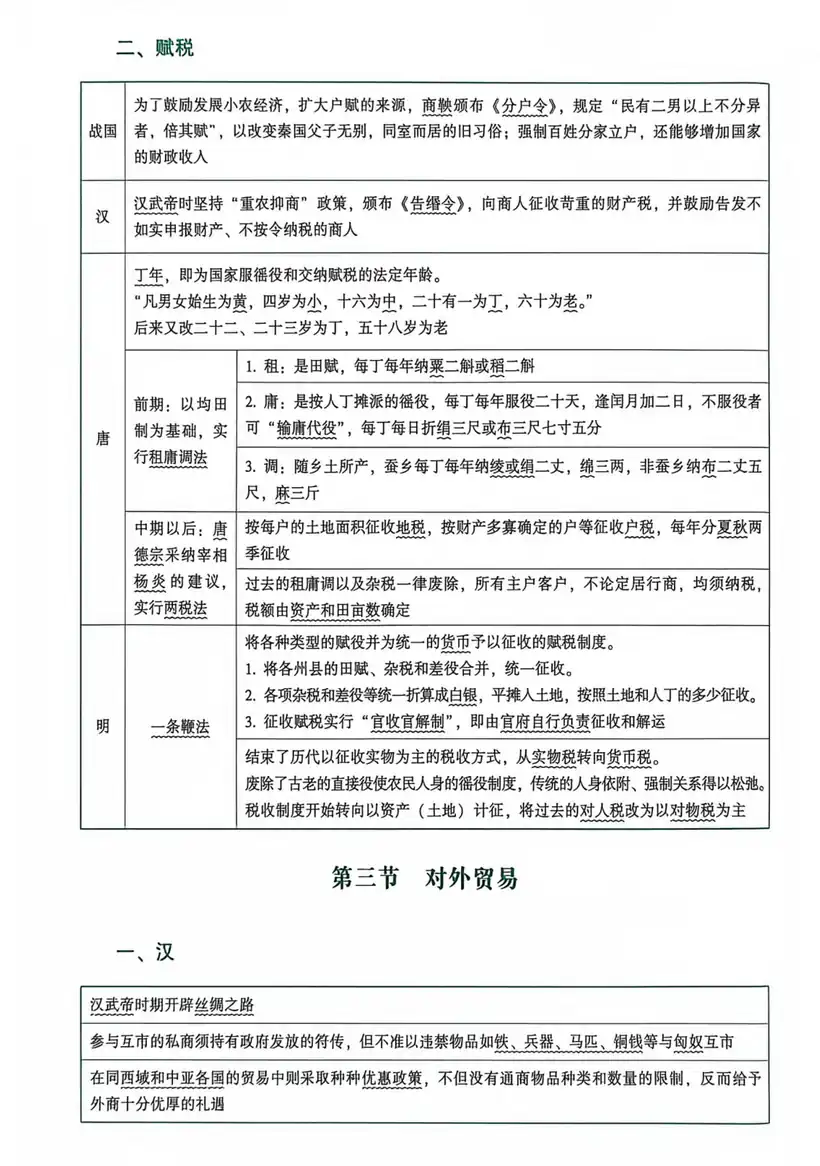 二、赋税
战国
为了鼓励发展小农经济，扩大户赋的来源，商鞅颁布《分户令》，规定“民有二男以上不分异
者，倍其赋”，以改变秦国父子无别，同室而居的旧习俗；强制百姓分家立户，还能够增加国家
的财政收人
汉
汉武帝时坚持“重农抑商”政策，颁布《告缗令》，向商人征收苛重的财产税，并鼓励告发不
如实申报财产、不按令纳税的商人
唐
丁年，即为国家服徭役和交纳赋税的法定年龄。
“凡男女始生为黄，四岁为小，十六为中，二十有一为丁，六十为老。”
后来又改二十二、二十三岁为丁，五十八岁为老
前期：以均田
制为基础，实
行租庸调法
1. 租：是田赋，每丁每年纳粟二斛或稻二斛
2. 庸：是按人丁摊派的徭役，每丁每年服役二十天，逢闰月加二日，不服役者
可“输庸代役”，每丁每日折绢三尺或布三尺七寸五分
3. 调：随乡土所产，蚕乡每丁每年纳绫或绢二丈，绵三两，非蚕乡纳布二丈五
尺，麻三斤
中期以后：唐
德宗采纳宰相
杨炎的建议，
实行两税法
按每户的土地面积征收地税，按财产多寡确定的户等征收户税，每年分夏秋两
季征收
过去的租庸调以及杂税一律废除，所有主户客户，不论定居行商，均须纳税，
税额由资产和田亩数确定
明
一条鞭法
将各种类型的赋役并为统一的货币予以征收的赋税制度。
1. 将各州县的田赋、杂税和差役合并，统一征收。
2. 各项杂税和差役等统一折算成白银，平摊人土地，按照土地和人丁的多少征收。
3. 征收赋税实行“官收官解制”，即由官府自行负责征收和解运
结束了历代以征收实物为主的税收方式，从实物税转向货币税。
废除了古老的直接役使农民人身的徭役制度，传统的人身依附、强制关系得以松弛。
税收制度开始转向以资产（土地）计征，将过去的对人税改为以对物税为主
第三节 对外贸易
一、汉
汉武帝时期开辟丝绸之路
参与互市的私商须持有政府发放的符传，但不准以违禁物品如铁、兵器、马匹、铜钱等与匈奴互市
在同西域和中亚各国的贸易中则采取种种优惠政策，不但没有通商物品种类和数量的限制，反而给予
外商十分优厚的礼遇